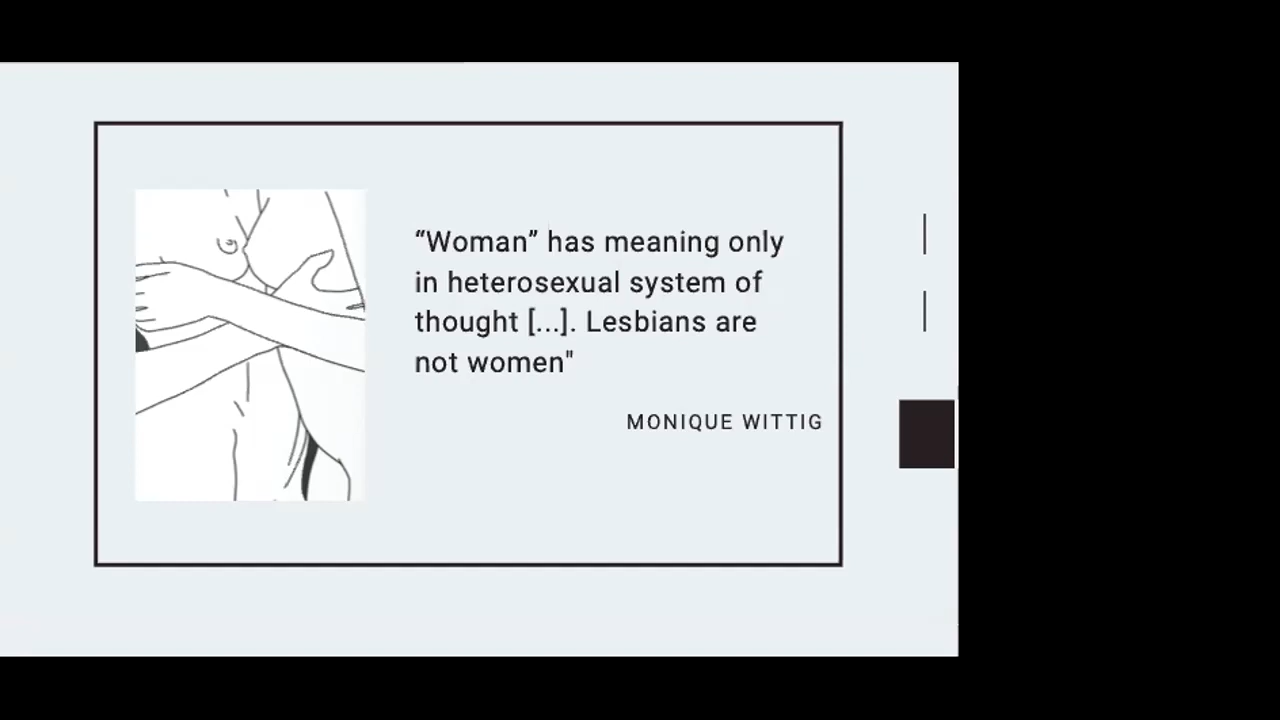 “Woman” has meaning only
in heterosexual system of
thought [...]. Lesbians are
not women"
MONIQUE WITTIG